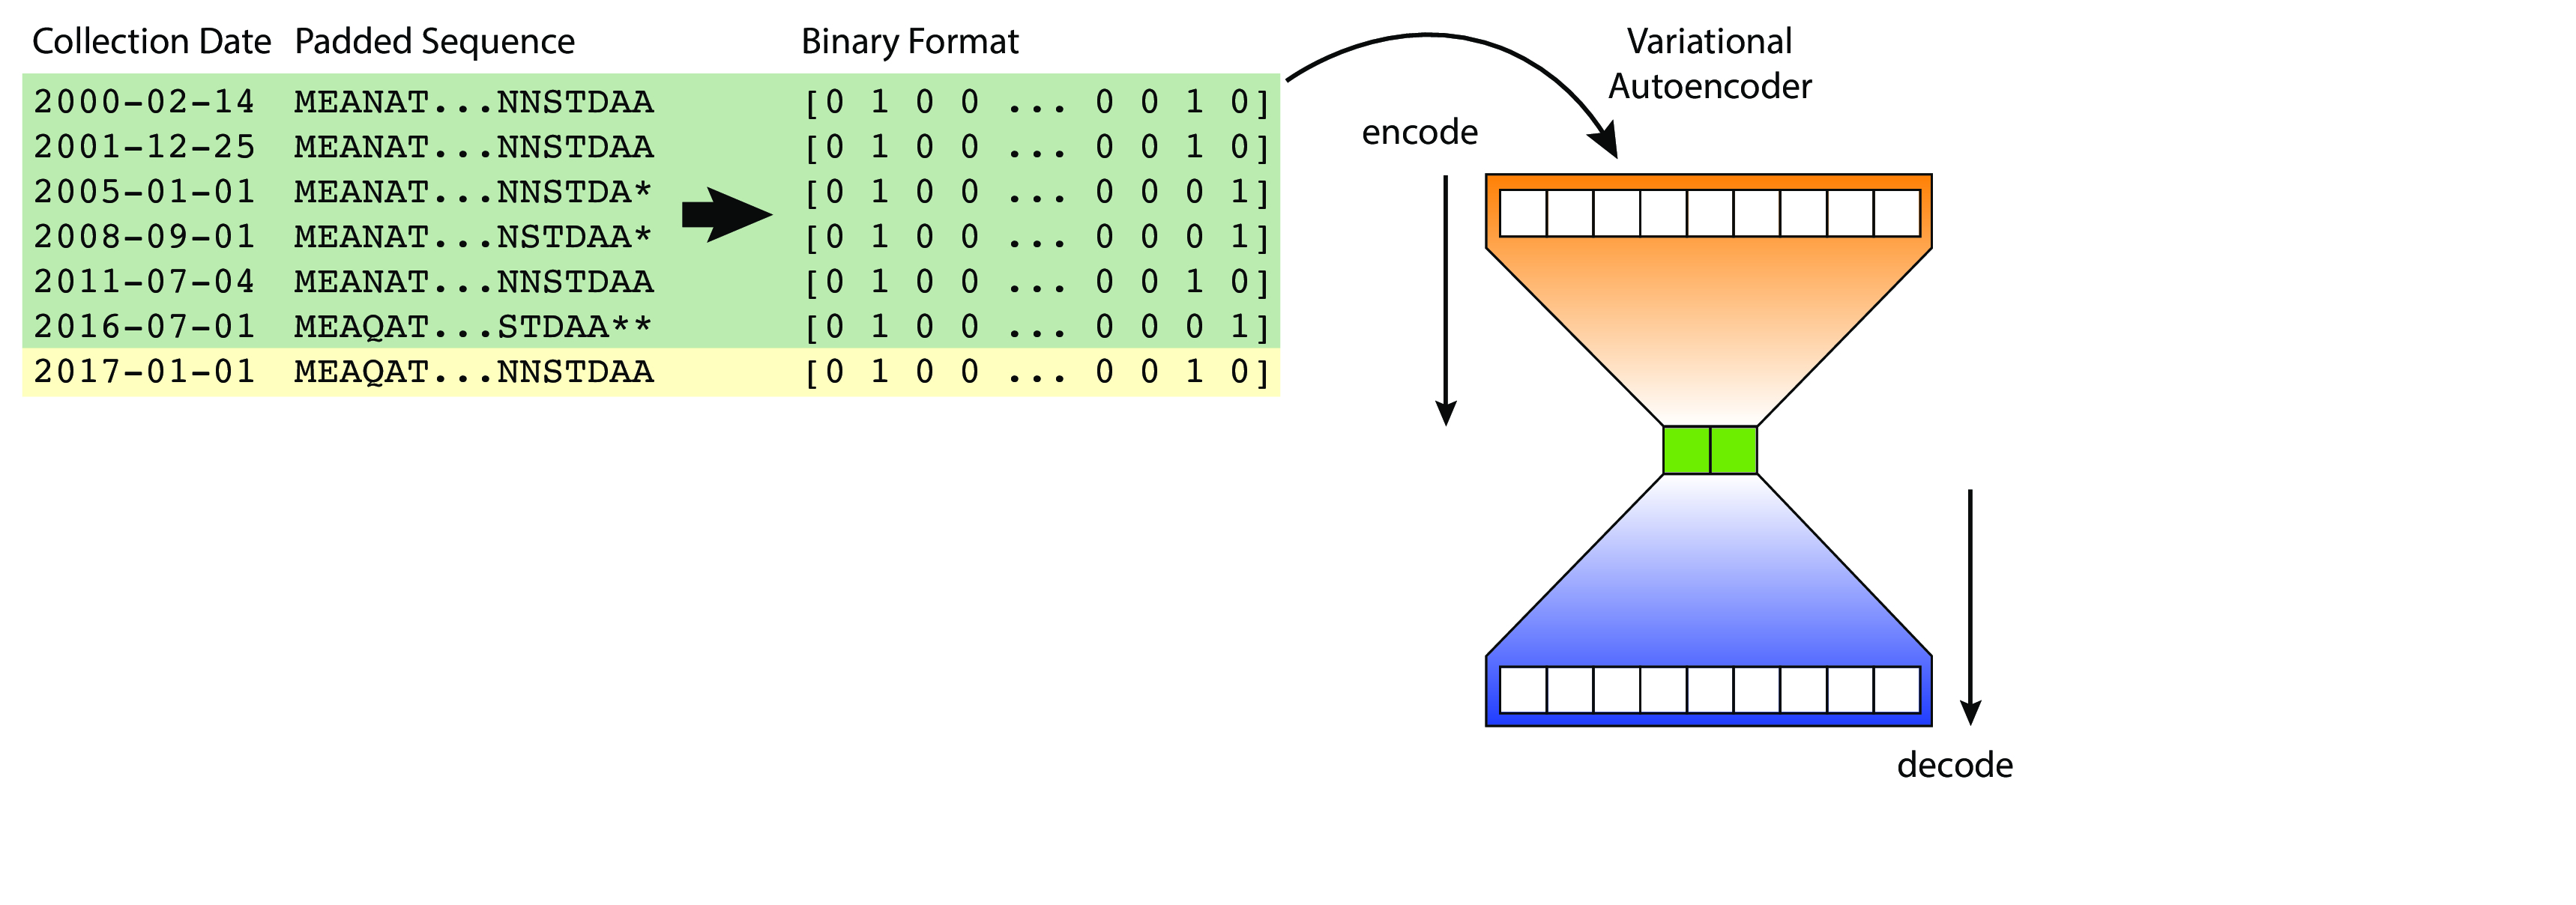 Collection Date Padded Sequence Binary Format
2000-02-14 MEANAT...NNSTDAA [0 1 0 0 ... 0 0 1 0]
2001-12-25 MEANAT...NNSTDAA [0 1 0 0 ... 0 0 1 0]
2005-01-01 MEANAT...NNSTDA* [0 1 0 0 ... 0 0 0 1]
2008-09-01 MEANAT...NSTDAA* [0 1 0 0 ... 0 0 0 1]
2011-07-04 MEANAT...NNSTDAA [0 1 0 0 ... 0 0 1 0]
2016-07-01 MEAQAT...STDAA** [0 1 0 0 ... 0 0 0 1]
2017-01-01 MEAQAT...NNSTDAA [0 1 0 0 ... 0 0 1 0]
Variational
Autoencoder
encode
decode